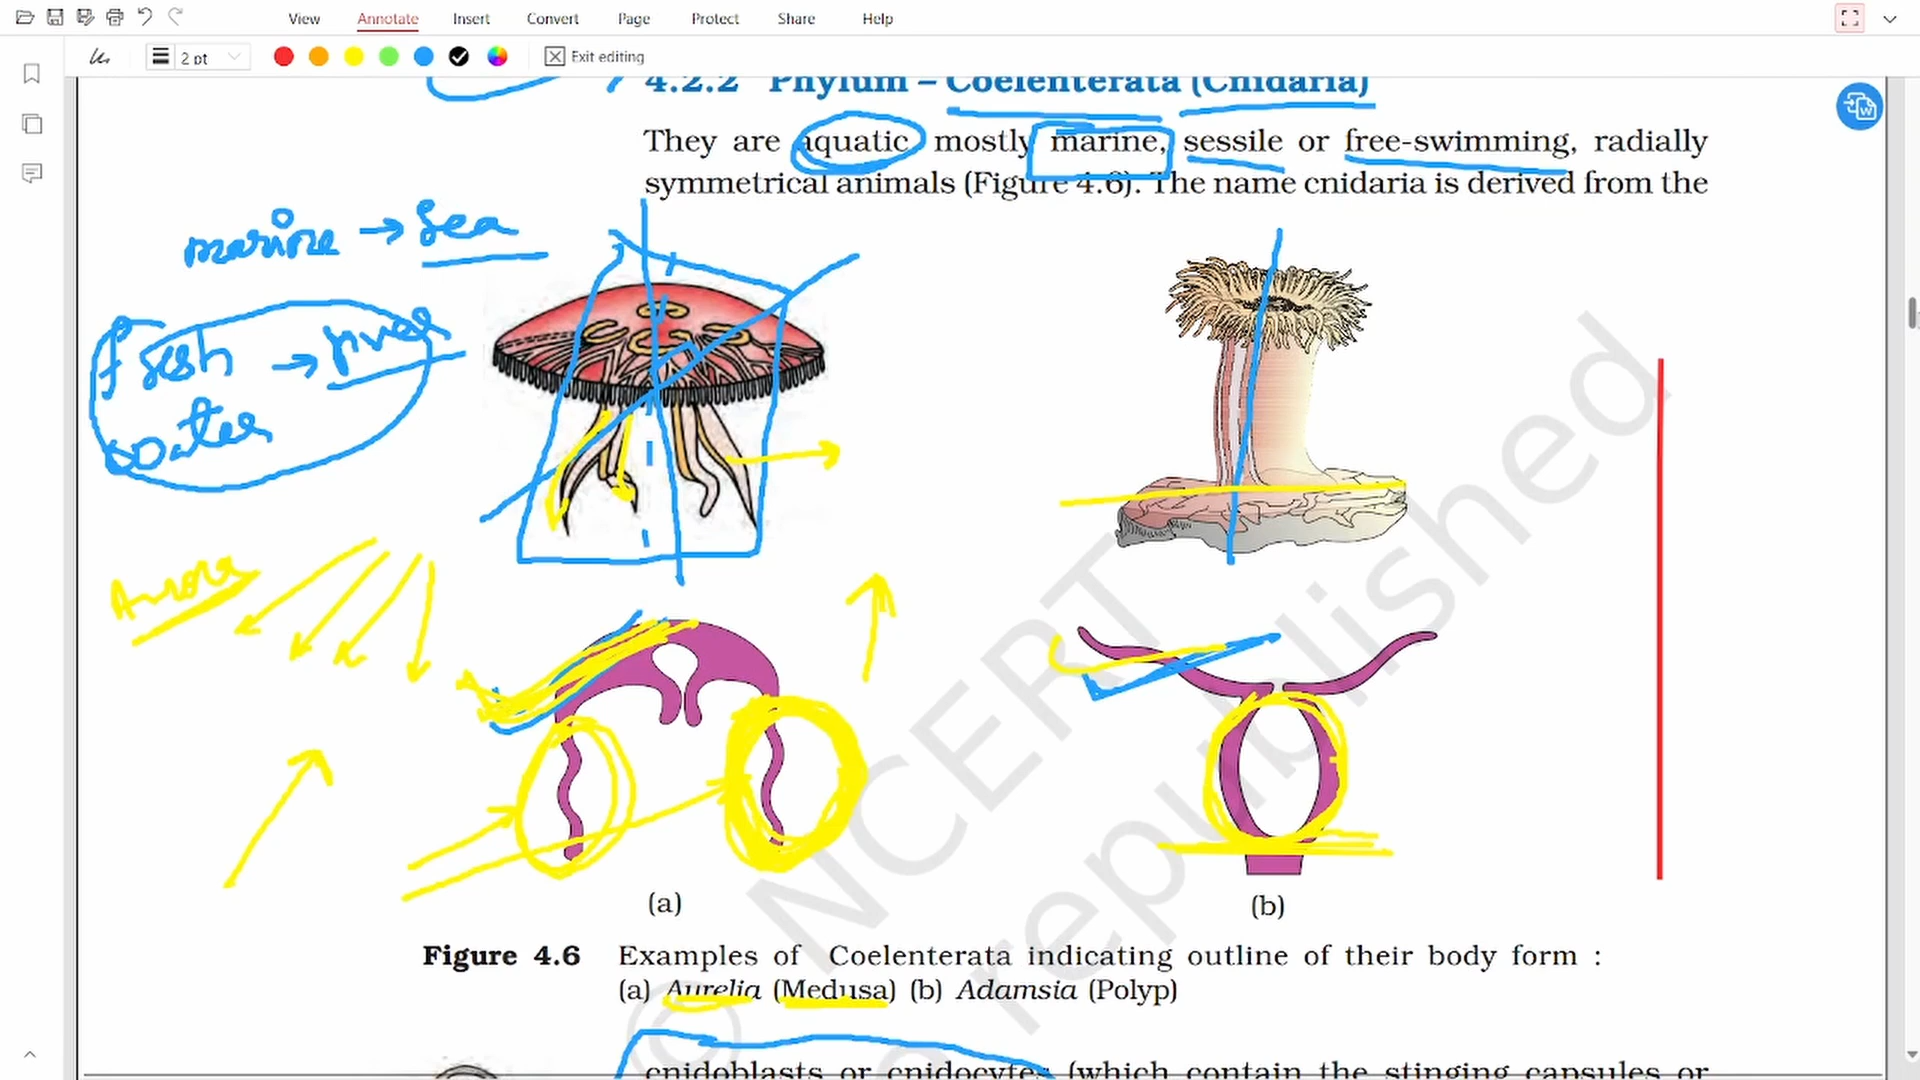 View Annotate Insert Convert Page Protect Share Help
2 pt Exit editing
4.2.2 Phylum – Coelenterata (Cnidaria)
They are aquatic mostly marine, sessile or free-swimming, radially
symmetrical animals (Figure 4.6). The name cnidaria is derived from the
marine → Sea
fresh → river
water
(a) (b)
Figure 4.6 Examples of Coelenterata indicating outline of their body form :
(a) Aurelia (Medusa) (b) Adamsia (Polyp)
cnidoblasts or cnidocytes (which contain the stinging capsules or
© NCERT
republished